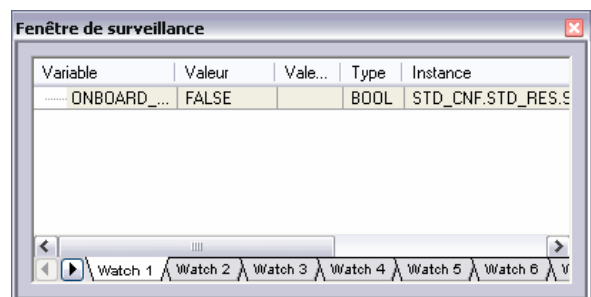 Fenêtre de surveillance
Variable Valeur Vale... Type Instance
ONBOARD_... FALSE BOOL STD_CNF.STD_RES.S
Watch 1 Watch 2 Watch 3 Watch 4 Watch 5 Watch 6